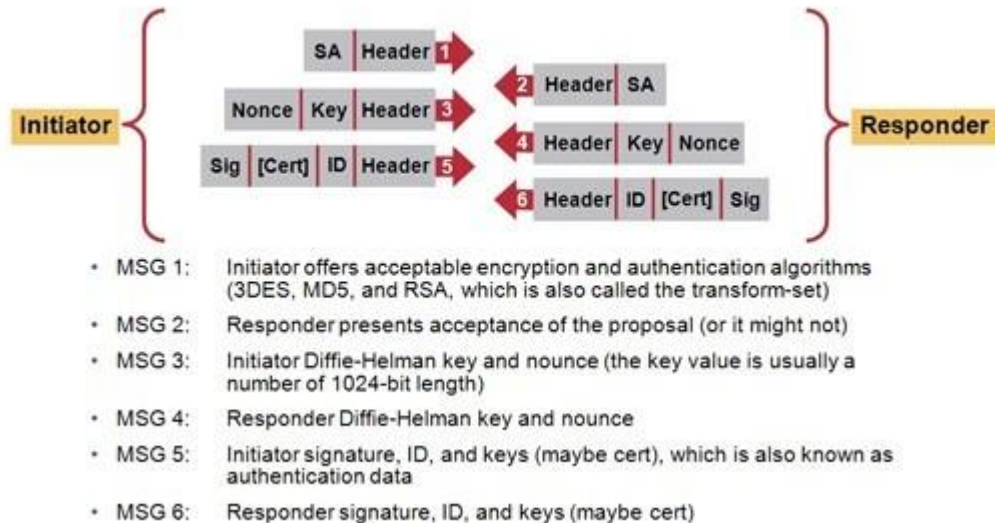 SA Header 1
2 Header SA
Nonce Key Header 3
Initiator
Responder
4 Header Key Nonce
Sig [Cert] ID Header 5
6 Header ID [Cert] Sig
• MSG 1: Initiator offers acceptable encryption and authentication algorithms
(3DES, MD5, and RSA, which is also called the transform-set)
• MSG 2: Responder presents acceptance of the proposal (or it might not)
• MSG 3: Initiator Diffie-Helman key and nounce (the key value is usually a
number of 1024-bit length)
• MSG 4: Responder Diffie-Helman key and nounce
• MSG 5: Initiator signature, ID, and keys (maybe cert), which is also known as
authentication data
• MSG 6: Responder signature, ID, and keys (maybe cert)